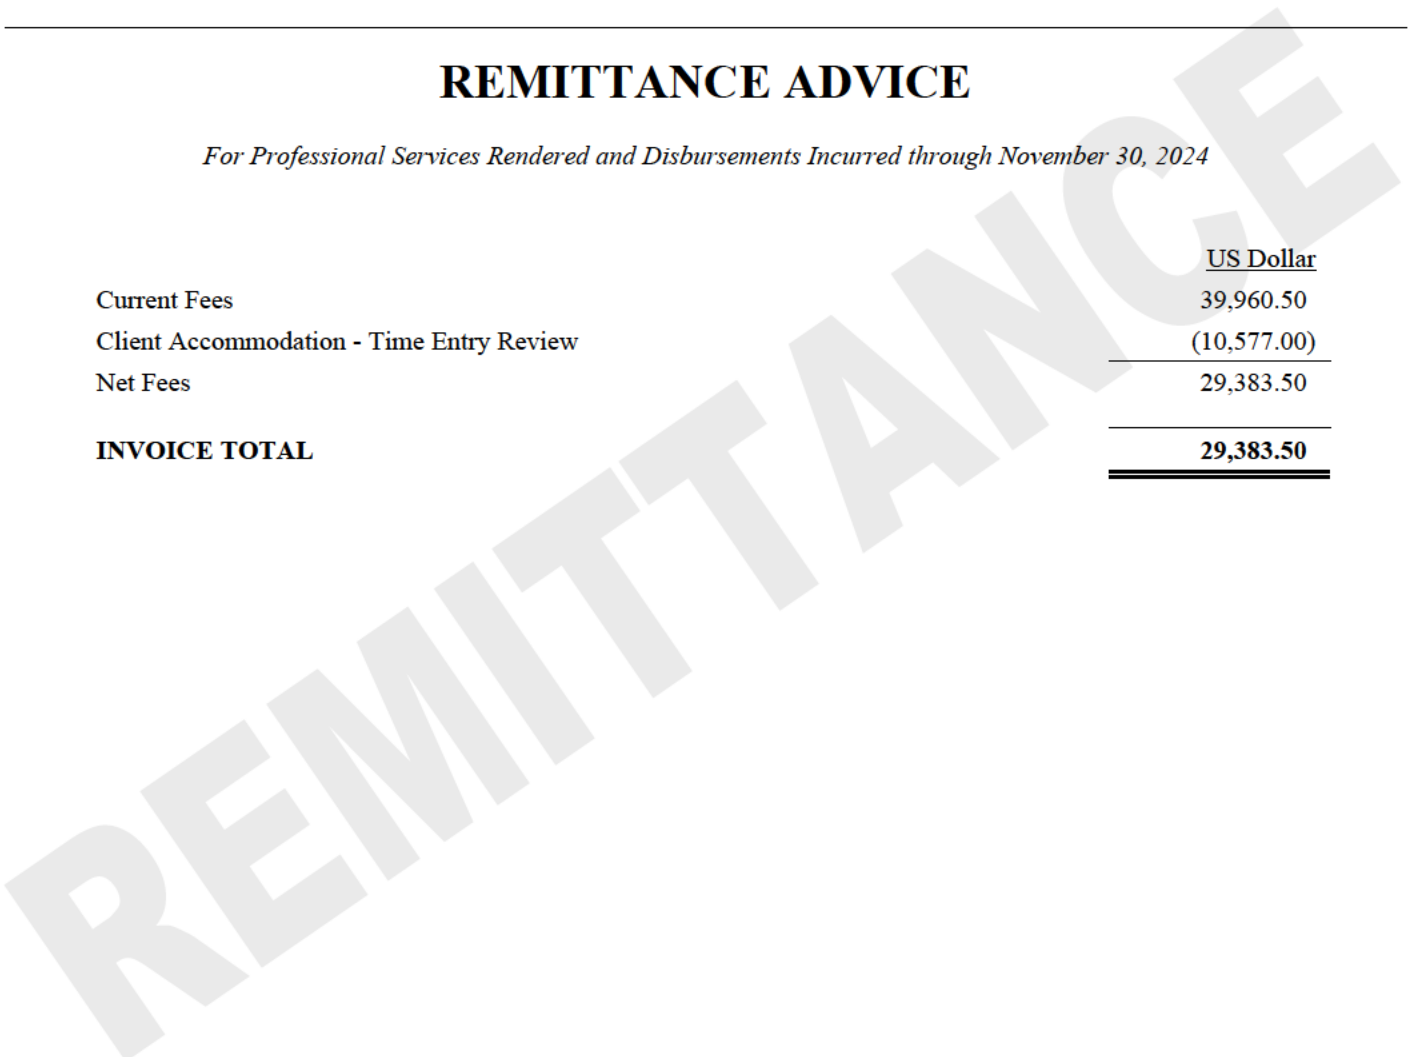 REMITTANCE ADVICE
For Professional Services Rendered and Disbursements Incurred through November 30, 2024
US Dollar
Current Fees 39,960.50
Client Accommodation - Time Entry Review (10,577.00)
Net Fees 29,383.50
INVOICE TOTAL 29,383.50
REMITTANCE